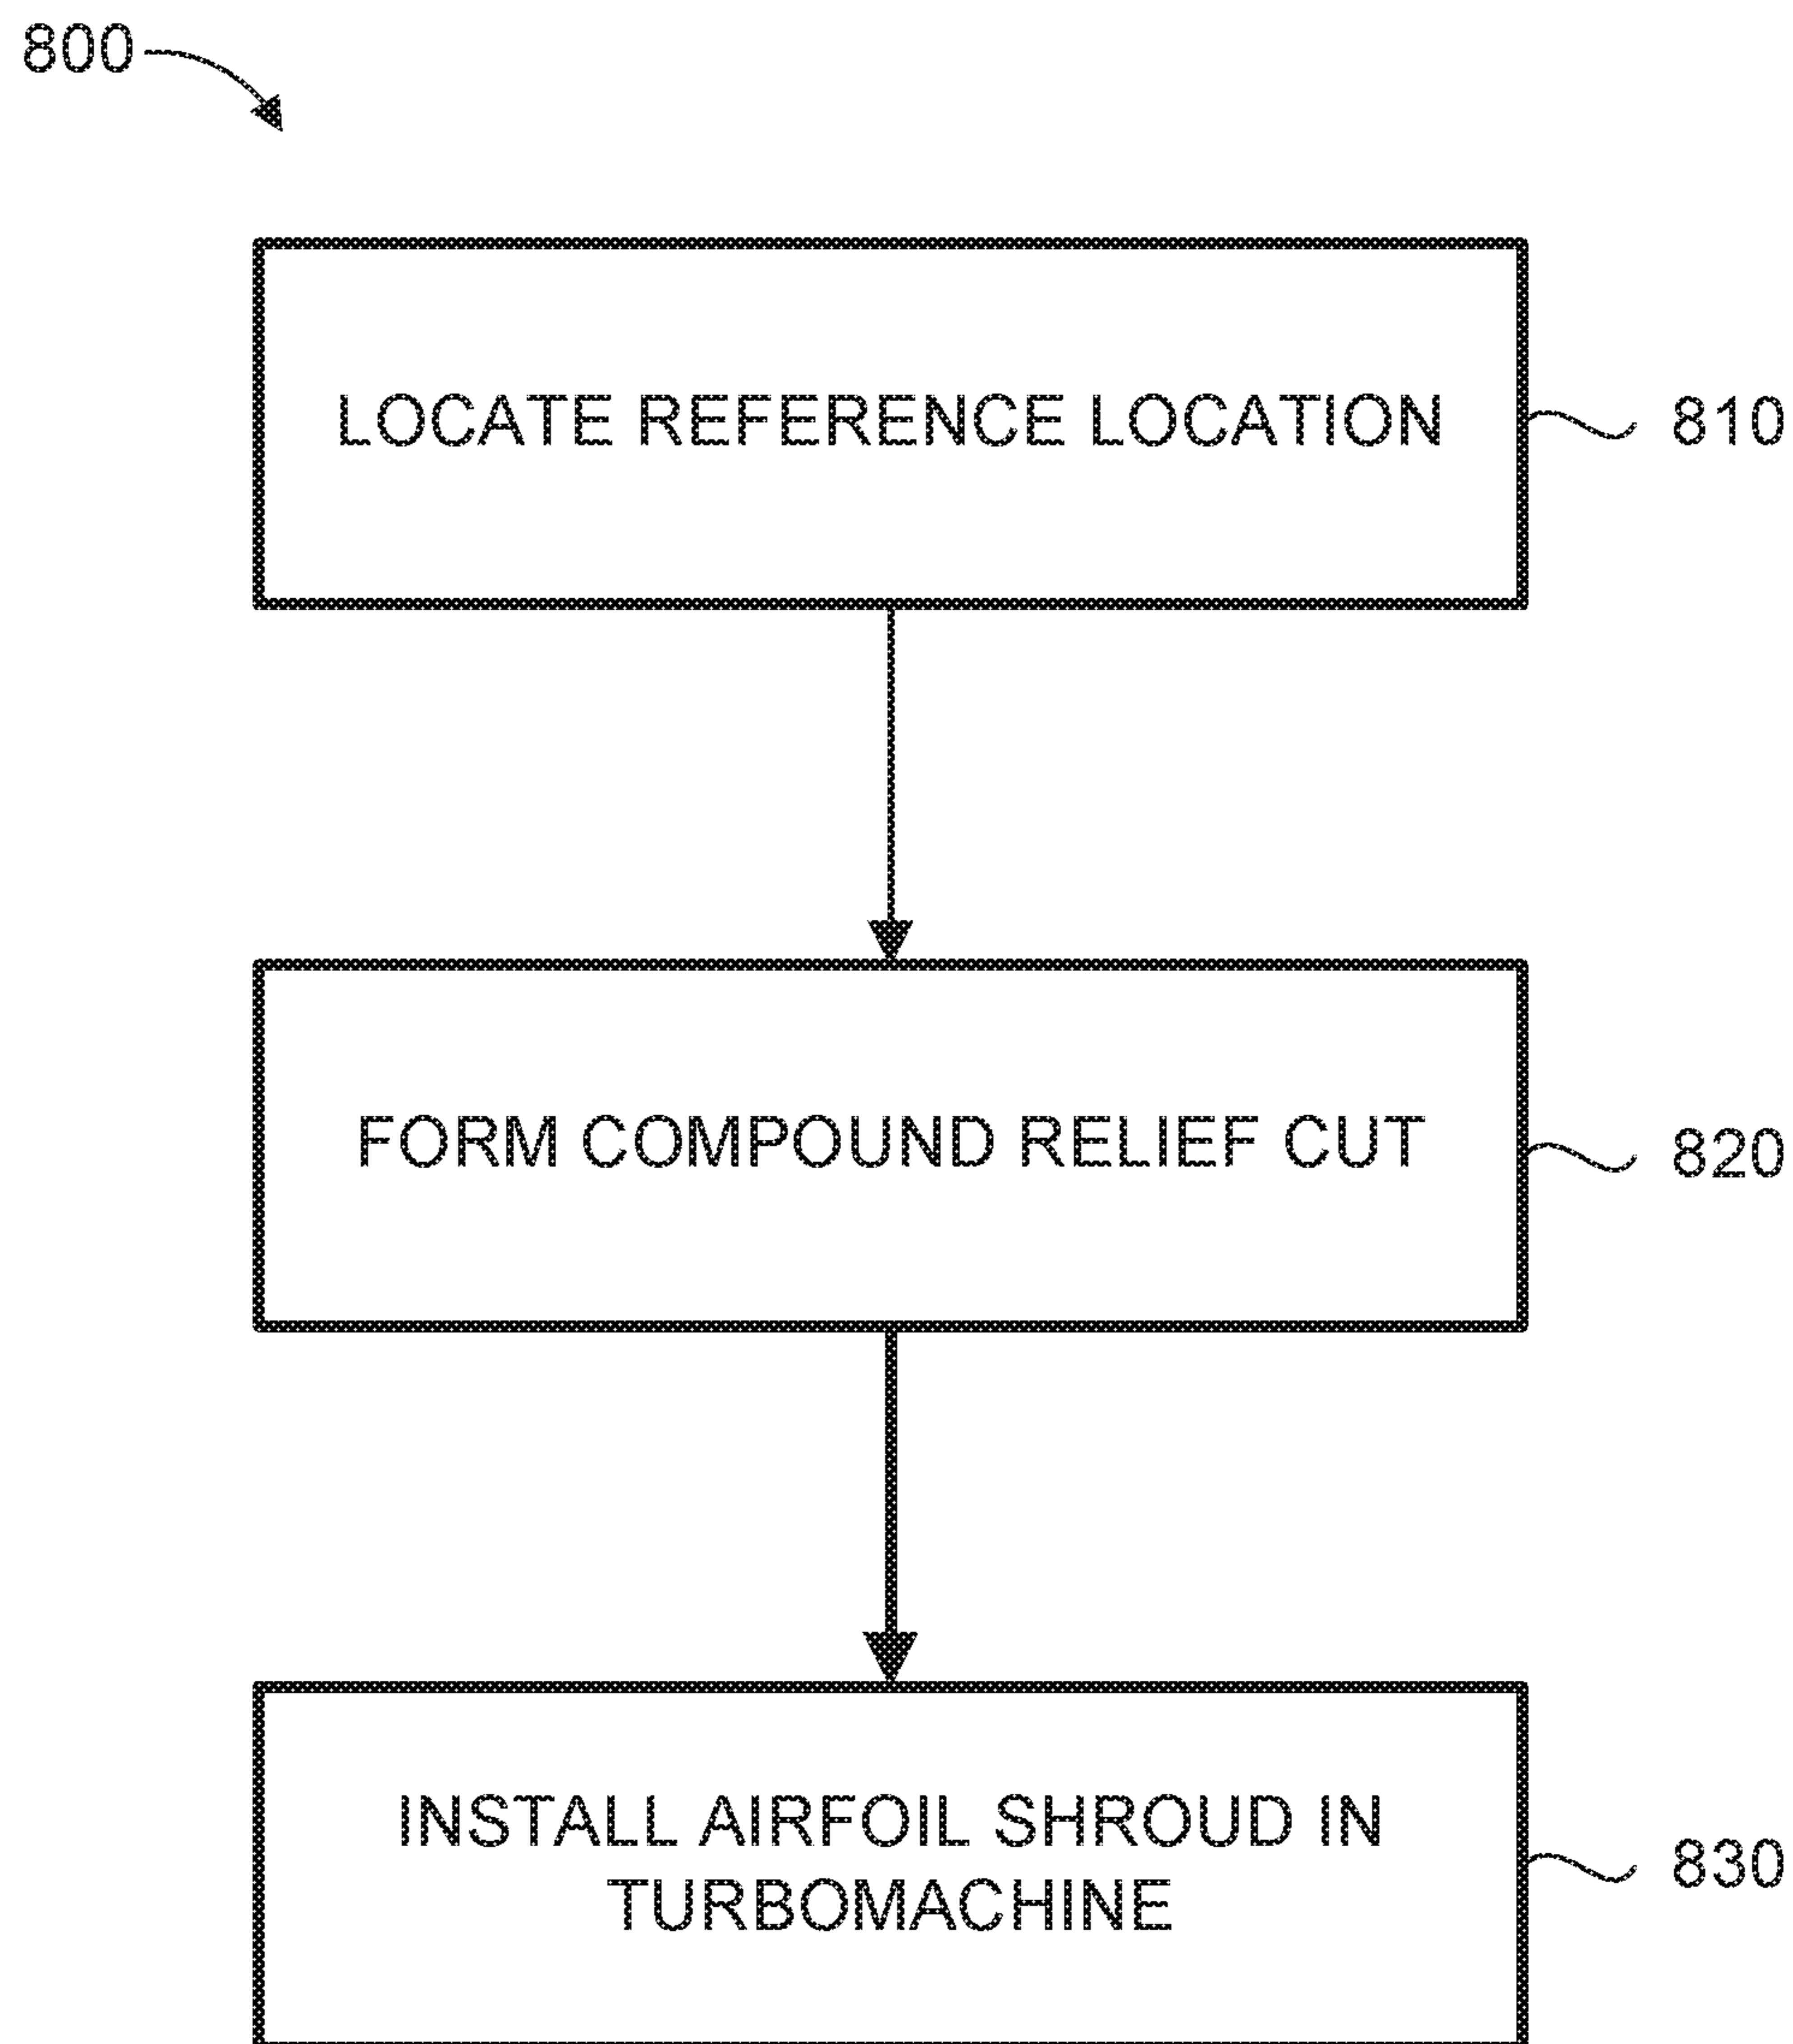 800
LOCATE REFERENCE LOCATION
810
FORM COMPOUND RELIEF CUT
820
INSTALL AIRFOIL SHROUD IN
TURBOMACHINE
830